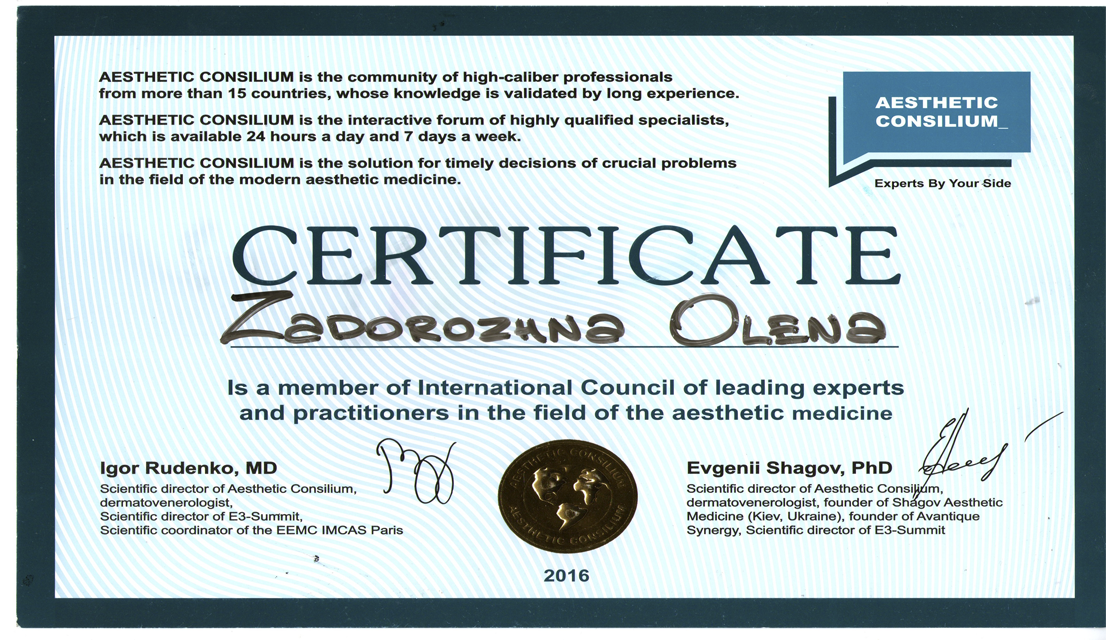 AESTHETIC CONSILIUM is the community of high-caliber professionals
from more than 15 countries, whose knowledge is validated by long experience.
AESTHETIC CONSILIUM is the interactive forum of highly qualified specialists,
which is available 24 hours a day and 7 days a week.
AESTHETIC CONSILIUM is the solution for timely decisions of crucial problems
in the field of the modern aesthetic medicine.
AESTHETIC
CONSILIUM_
Experts By Your Side
CERTIFICATE
Zadorozhna Olena
Is a member of International Council of leading experts
and practitioners in the field of the aesthetic medicine
Igor Rudenko, MD
Scientific director of Aesthetic Consilium,
dermatovenerologist,
Scientific director of E3-Summit,
Scientific coordinator of the EEMC IMCAS Paris
AESTHETIC CONSILIUM
AESTHETIC CONSILIUM
2016
Evgenii Shagov, PhD
Scientific director of Aesthetic Consilium,
dermatovenerologist, founder of Shagov Aesthetic
Medicine (Kiev, Ukraine), founder of Avantique
Synergy, Scientific director of E3-Summit